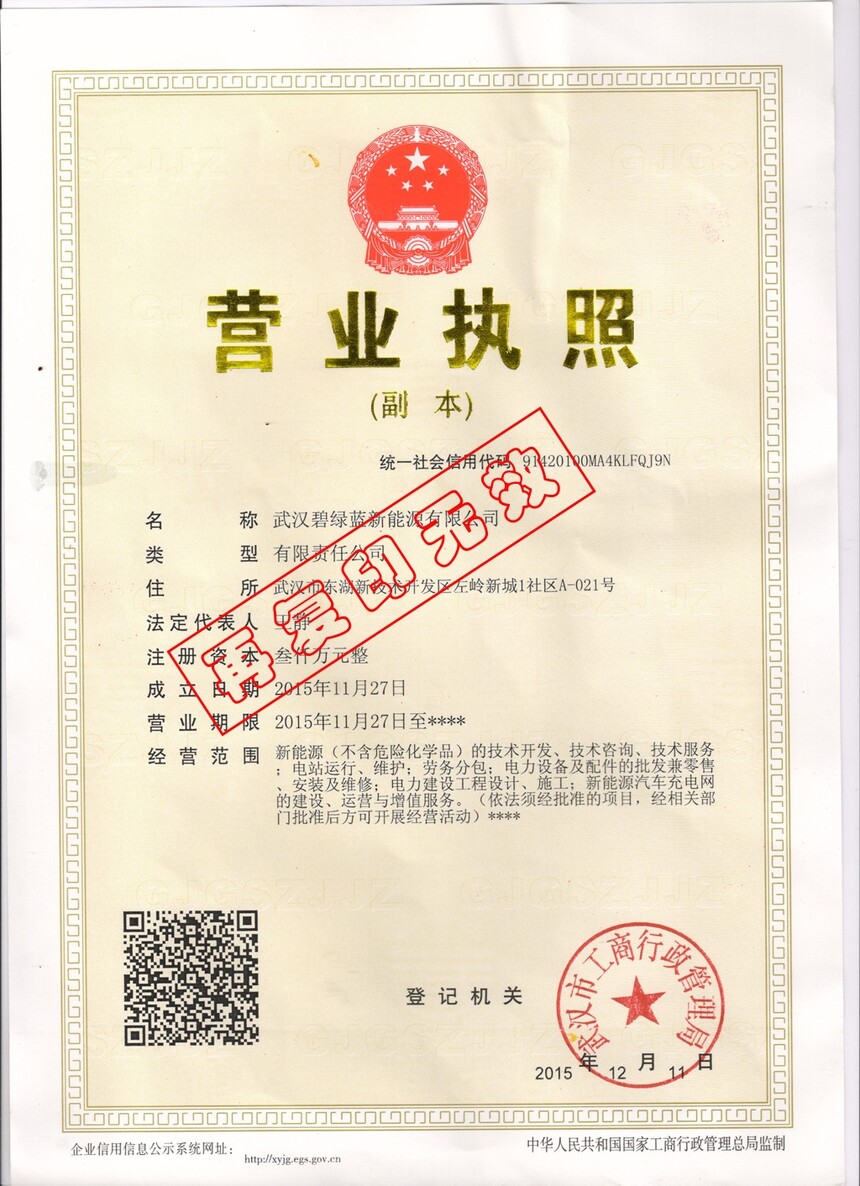 营业执照
(副 本)
统一社会信用代码 91420100MA4KLFQJ9N
名称 武汉碧绿蓝新能源有限公司
类型 有限责任公司
住所 武汉市东湖新技术开发区左岭新城1社区A-021号
法定代表人 王静
注册资本 叁仟万元整
成立日期 2015年11月27日
营业期限 2015年11月27日至****
经营范围 新能源（不含危险化学品）的技术开发、技术咨询、技术服务
；电站运行、维护；劳务分包；电力设备及配件的批发兼零售
、安装及维修；电力建设工程设计、施工；新能源汽车充电网
的建设、运营与增值服务。（依法须经批准的项目，经相关部
门批准后方可开展经营活动）****
再复印无效
登记机关
武汉市工商行政管理局
2015 年 12 月 11 日
企业信用信息公示系统网址： http://xyjg.egs.gov.cn
中华人民共和国国家工商行政管理总局监制